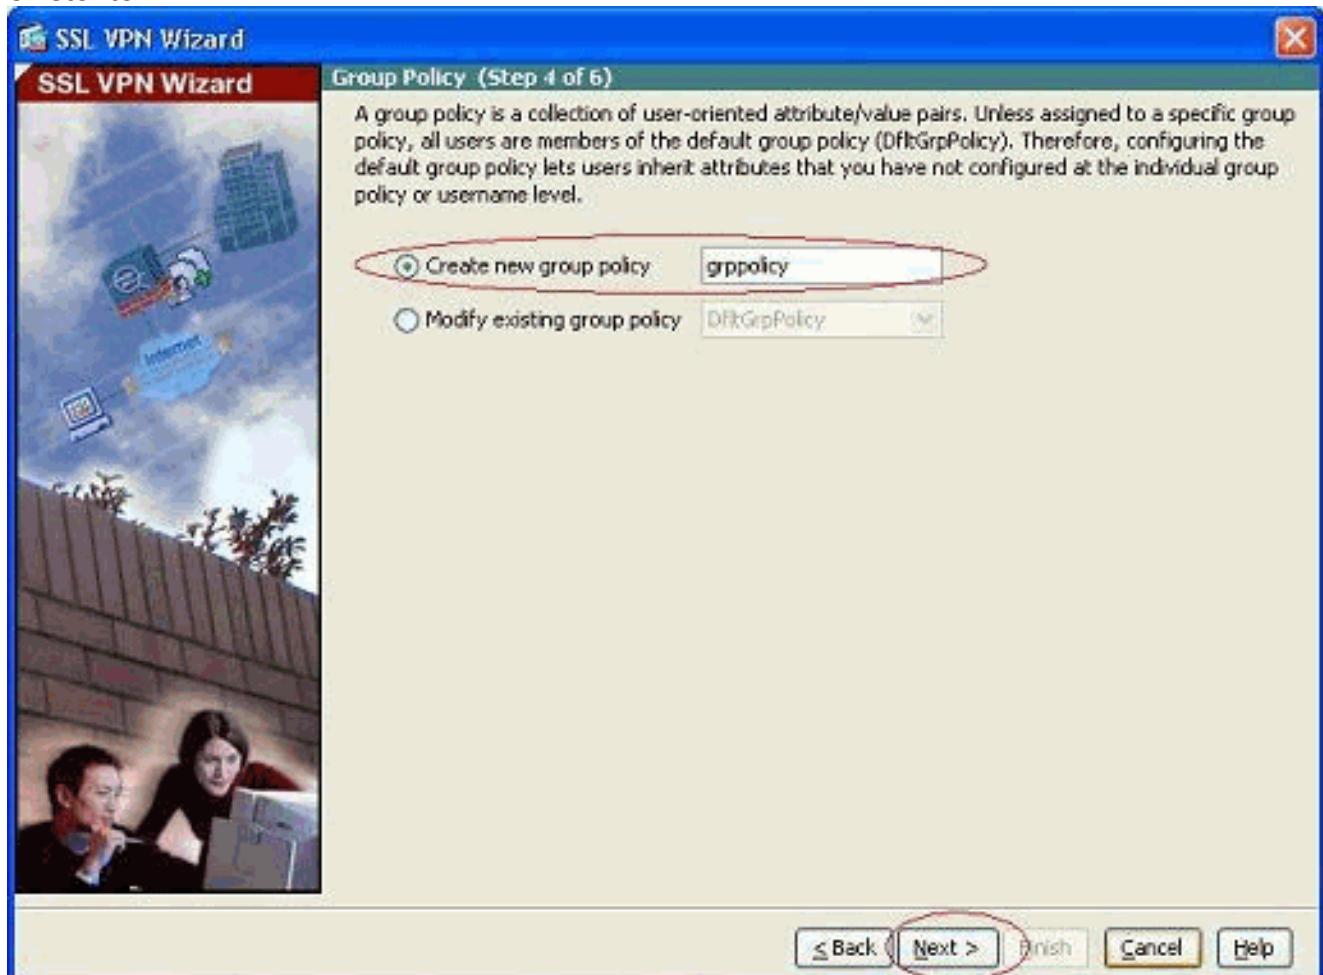 SSL VPN Wizard
SSL VPN Wizard
Group Policy (Step 4 of 6)
A group policy is a collection of user-oriented attribute/value pairs. Unless assigned to a specific group
policy, all users are members of the default group policy (DfltGrpPolicy). Therefore, configuring the
default group policy lets users inherit attributes that you have not configured at the individual group
policy or username level.
Create new group policy grppolicy
Modify existing group policy DfltGrpPolicy
Internet
< Back Next > Finish Cancel Help